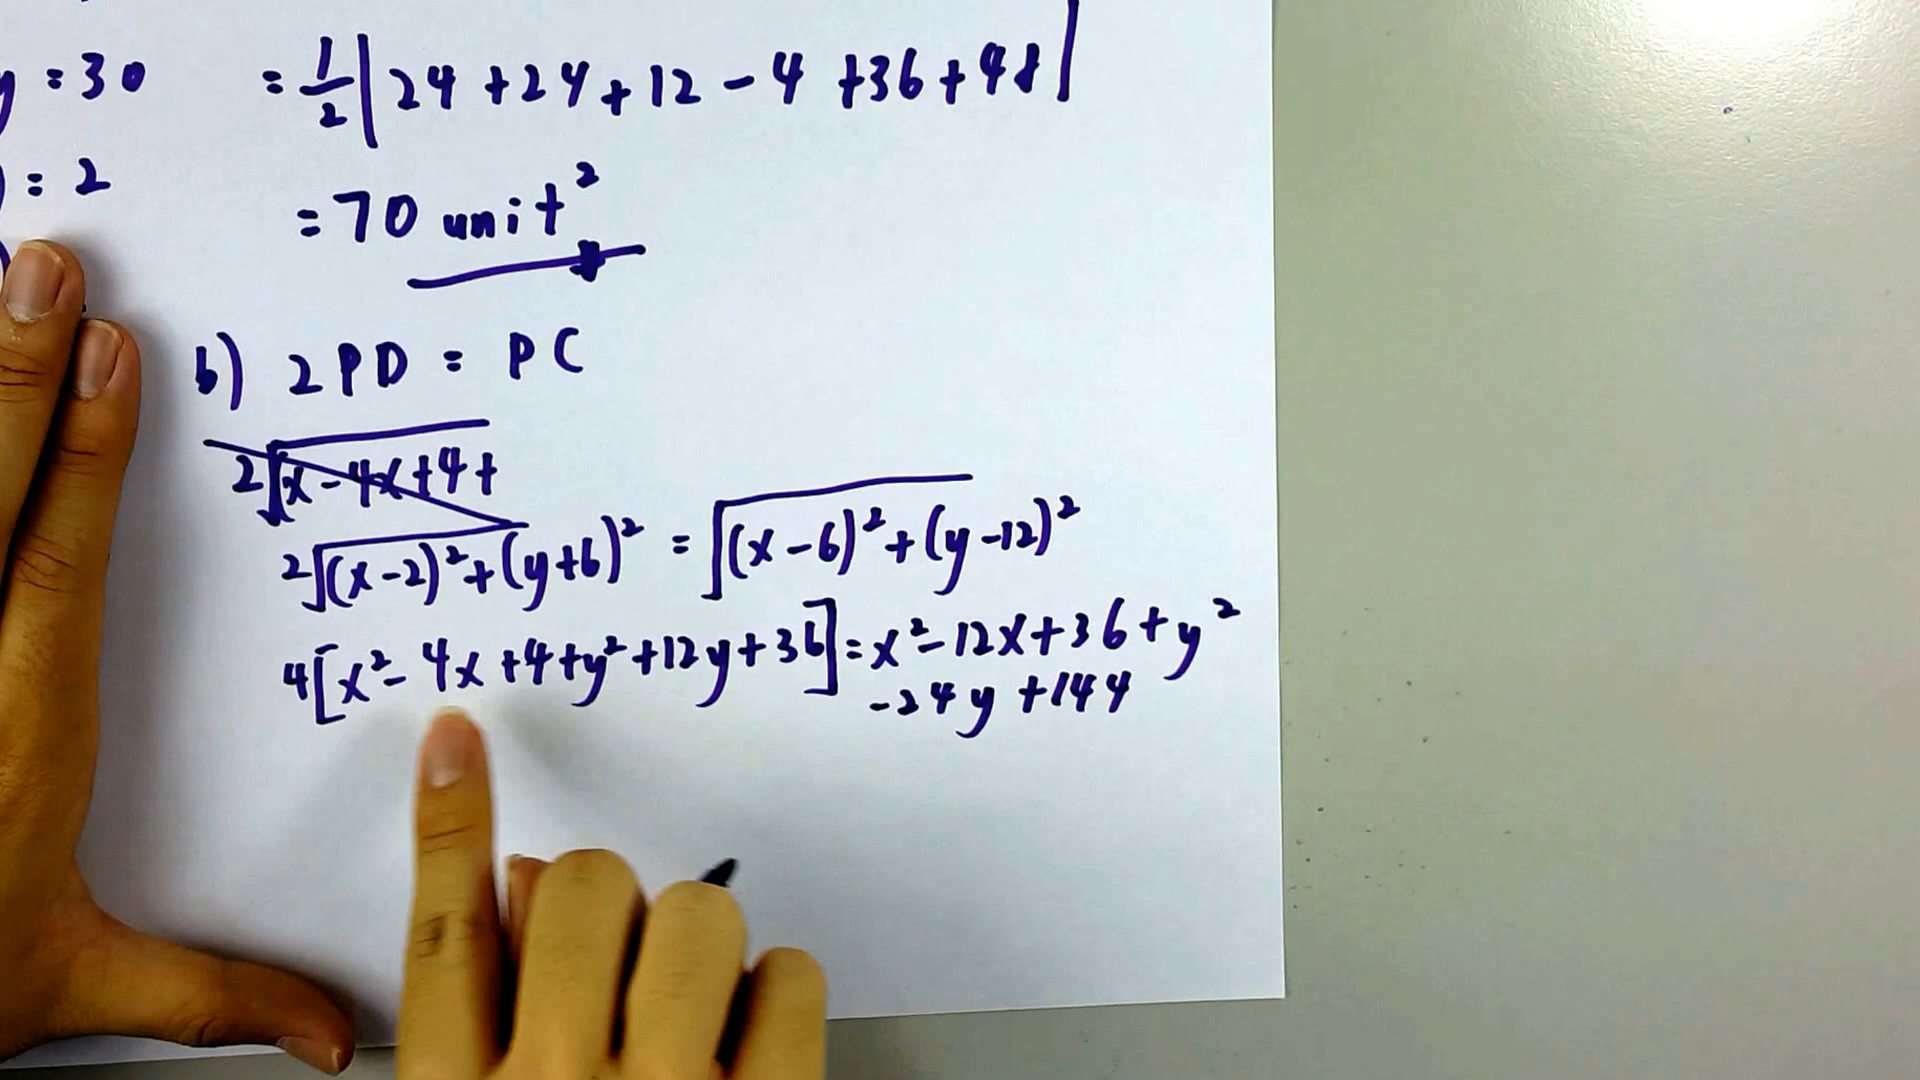 y = 30
= 1/2 | 24 + 24 + 12 - 4 + 36 + 48 |
) = 2
= 70 unit²
b) 2PD = PC
2√x - 4x + 4 +
2√(x-2)² + (y+6)² = √(x-6)² + (y-12)²
4[x² - 4x + 4 + y² + 12y + 36] = x² - 12x + 36 + y²
- 24y + 144